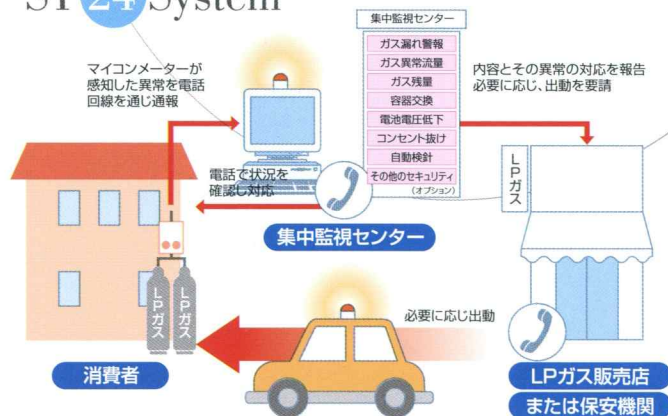 ST 24 System
集中監視センター
ガス漏れ警報
ガス異常流量
ガス残量
容器交換
電池電圧低下
コンセント抜け
自動検針
その他のセキュリティ
(オプション)
マイコンメーターが
感知した異常を電話
回線を通じ通報
内容とその異常の対応を報告
必要に応じ、出動を要請
電話で状況を
確認し対応
集中監視センター
LPガス
LPガス
LPガス
必要に応じ出動
消費者
LPガス販売店
または保安機関